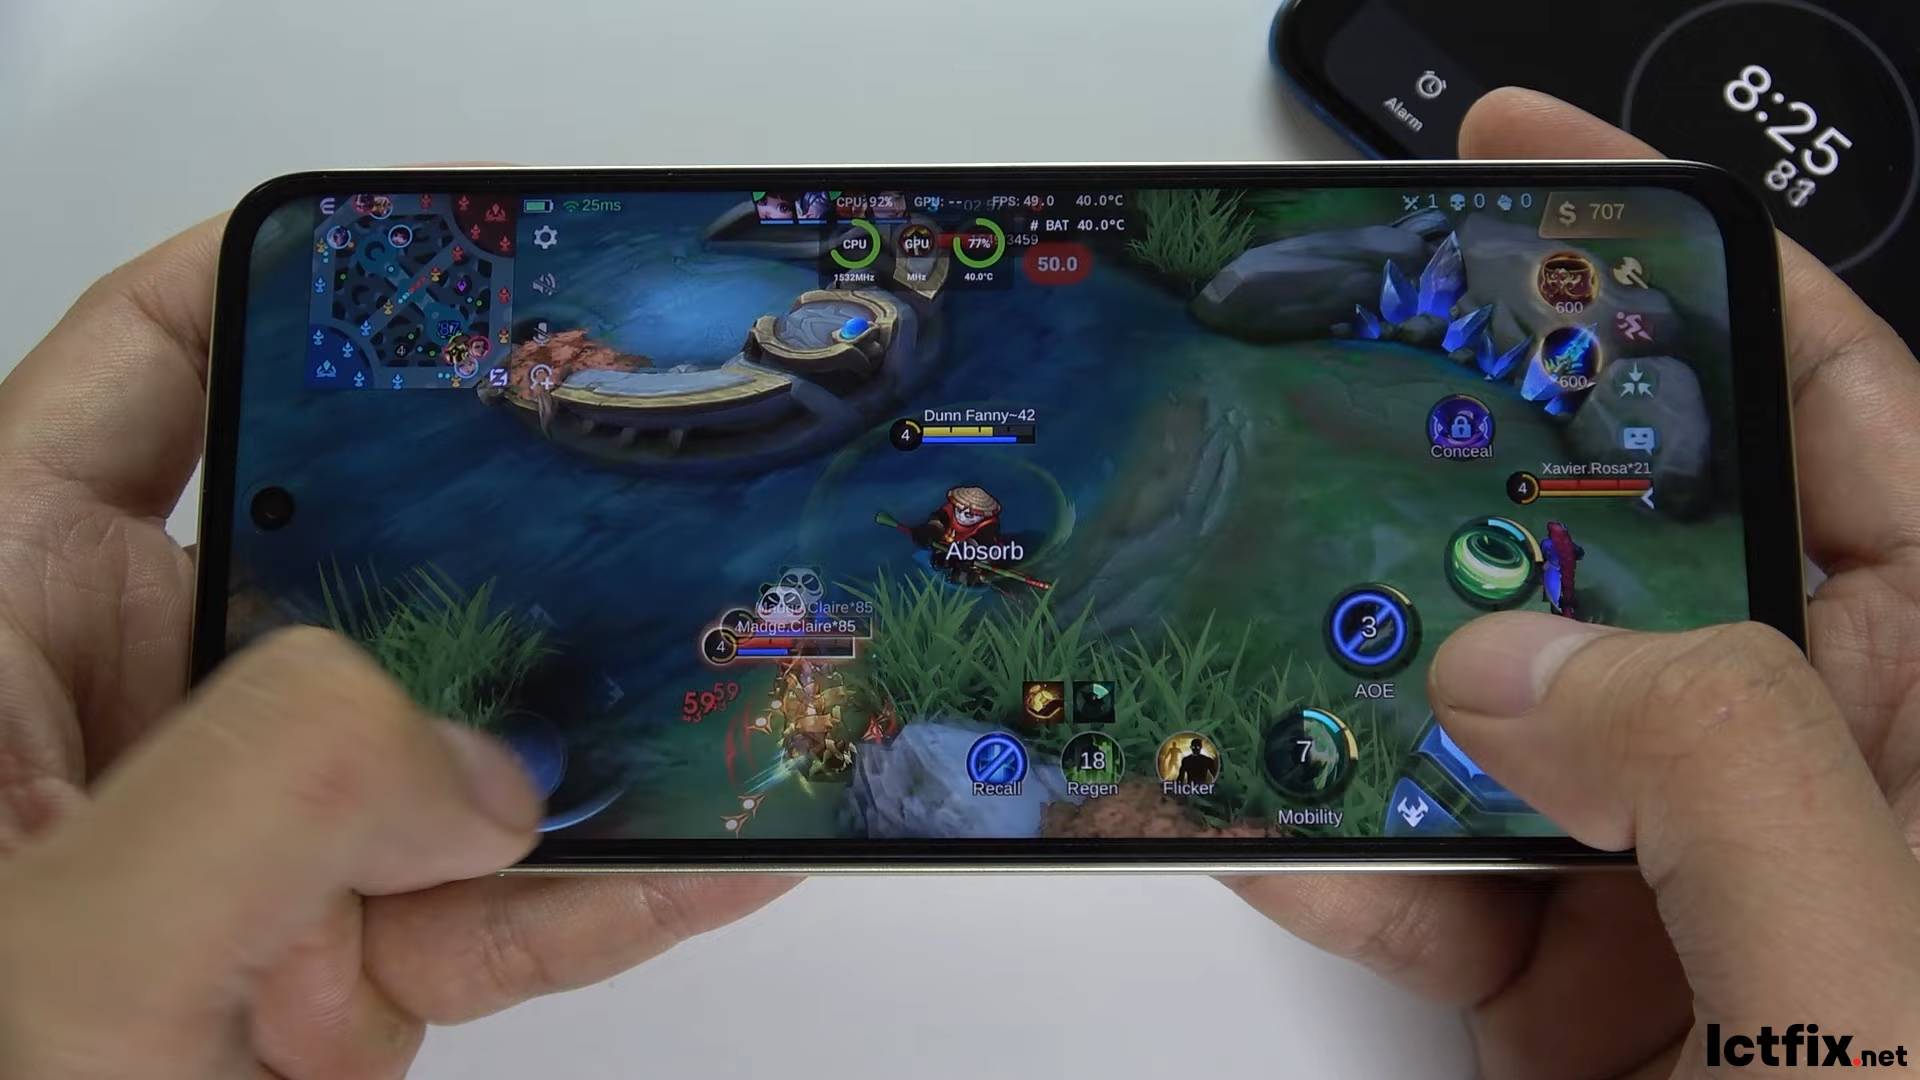 8:25
Alarm
25ms
CPU: 92% GPU: -- FPS: 49.0 40.0°C
# BAT 40.0°C
CPU
GPU
77%
1532MHz
MHz
40.0°C
50.0
1 0 0
$ 707
600
600
Dunn Fanny~42
4
Conceal
Xavier.Rosa*21
4
Absorb
Madge.Claire*85
Madge.Claire*85
4
59
59
3
AOE
18
7
Recall
Regen
Flicker
Mobility
Ictfix.net